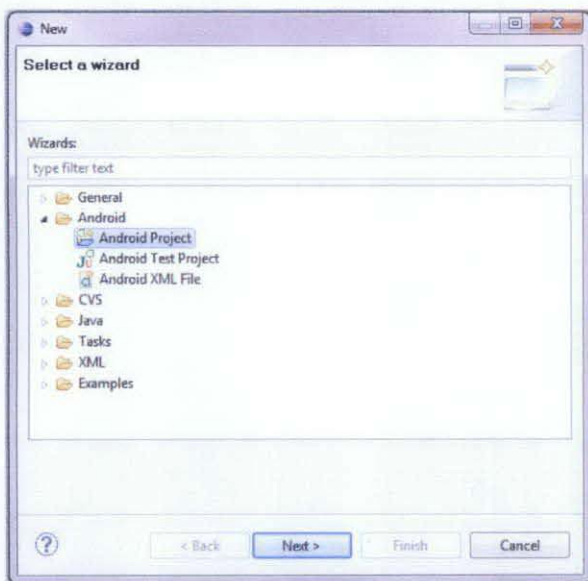 New
Select a wizard
Wizards:
type filter text
General
Android
Android Project
Android Test Project
Android XML File
CVS
Java
Tasks
XML
Examples
< Back Next > Finish Cancel